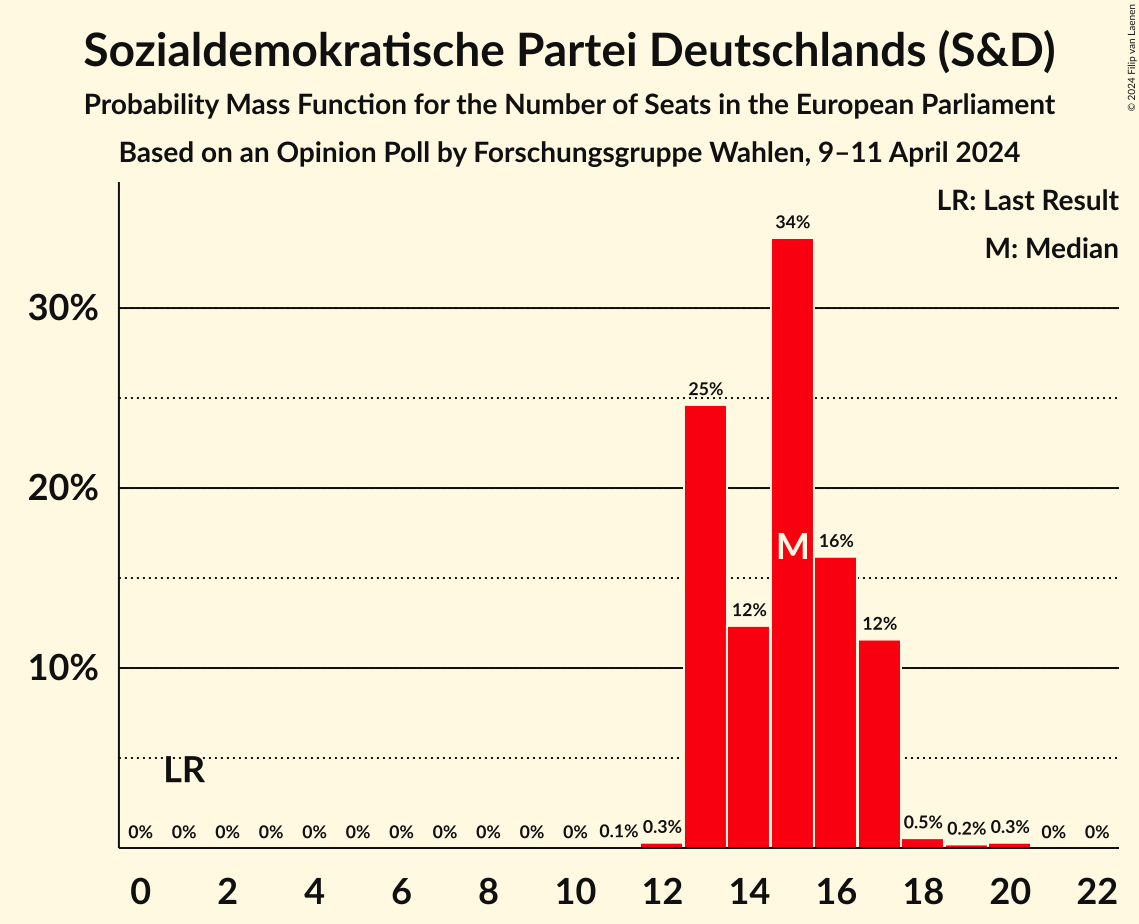 Sozialdemokratische Partei Deutschlands (S&D)
Probability Mass Function for the Number of Seats in the European Parliament
Based on an Opinion Poll by Forschungsgruppe Wahlen, 9–11 April 2024
© 2024 Filip van Laenen
LR: Last Result
M: Median
34%
30%
25%
20%
M
16%
12%
12%
10%
LR
0% 0% 0% 0% 0% 0% 0% 0% 0% 0% 0% 0.1% 0.3% 0.5% 0.2% 0.3% 0% 0%
0 2 4 6 8 10 12 14 16 18 20 22